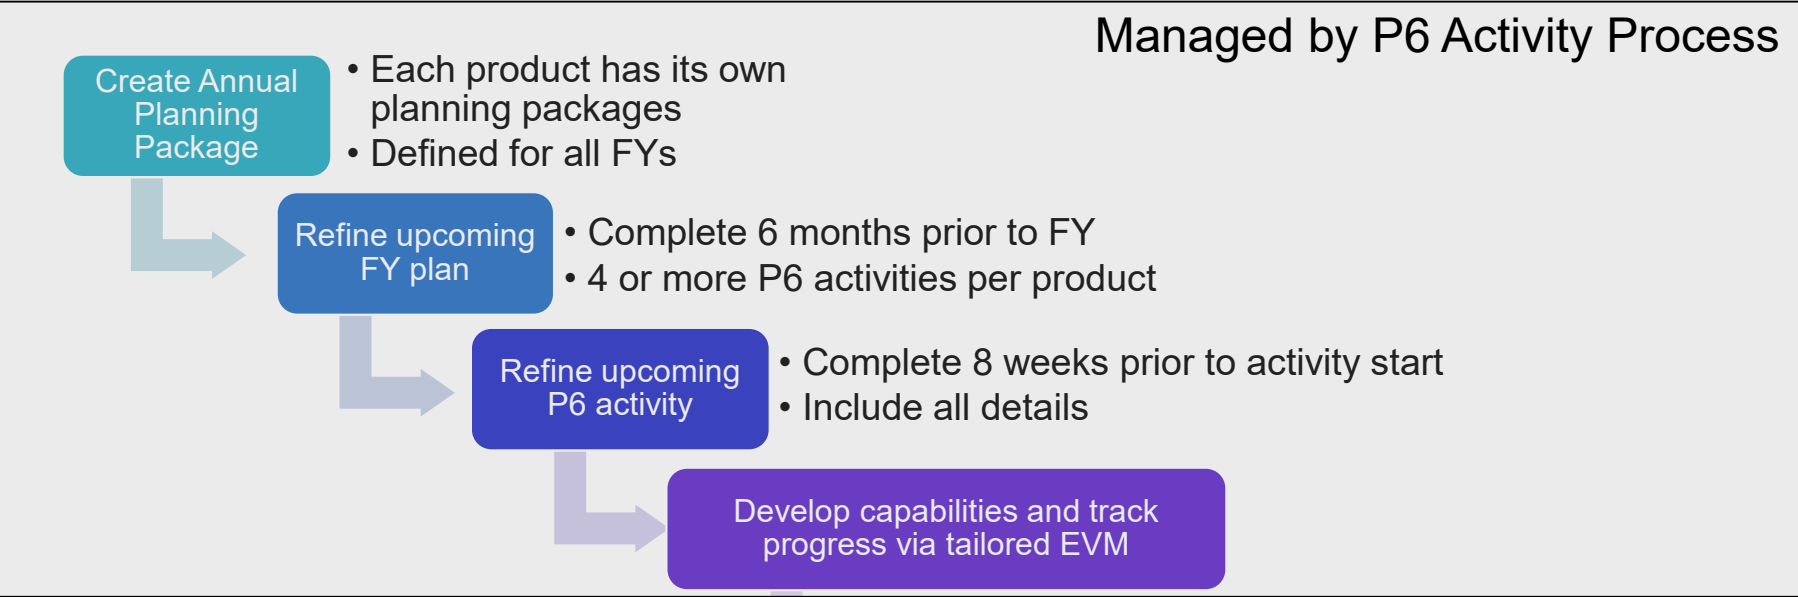 Managed by P6 Activity Process
Create Annual
Planning
Package
• Each product has its own
planning packages
• Defined for all FYs
Refine upcoming
FY plan
• Complete 6 months prior to FY
• 4 or more P6 activities per product
Refine upcoming
P6 activity
• Complete 8 weeks prior to activity start
• Include all details
Develop capabilities and track
progress via tailored EVM